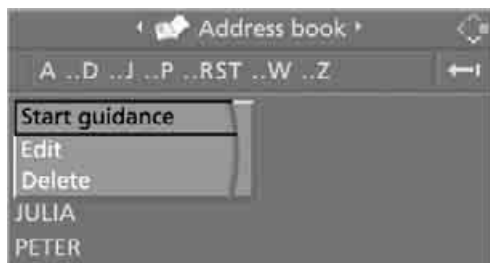 Address book
A ..D ..J ..P ..RST ..W ..Z
Start guidance
Edit
Delete
JULIA
PETER